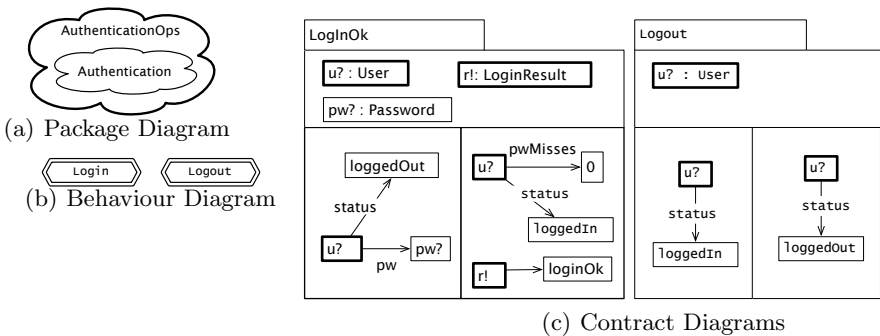 AuthenticationOps
Authentication
(a) Package Diagram
Login
Logout
(b) Behaviour Diagram
LogInOk
u? : User
r!: LoginResult
pw? : Password
loggedOut
status
u?
pw
pw?
pwMisses
u?
0
status
loggedIn
r!
loginOk
Logout
u? : User
u?
status
loggedIn
u?
status
loggedOut
(c) Contract Diagrams